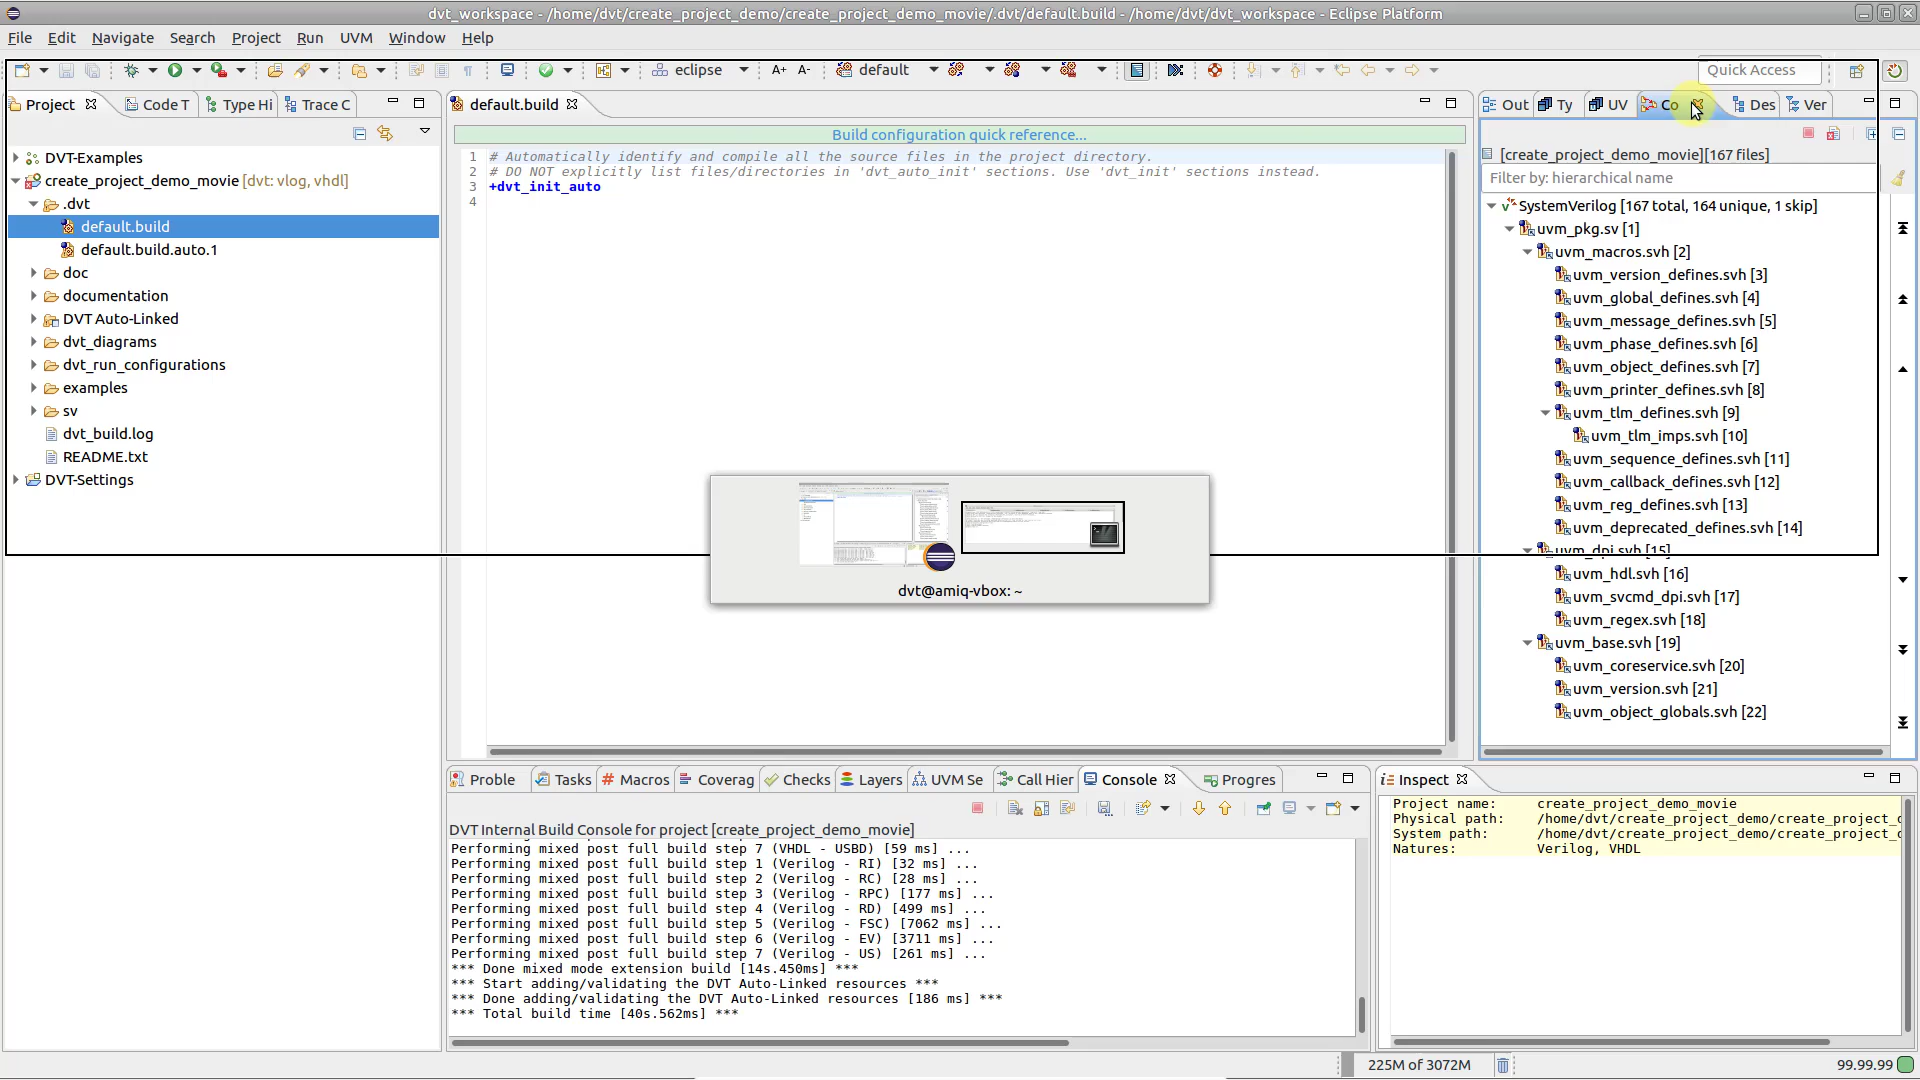 dvt_workspace - /home/dvt/create_project_demo/create_project_demo_movie/.dvt/default.build - /home/dvt/dvt_workspace - Eclipse Platform
File Edit Navigate Search Project Run UVM Window Help
eclipse A+ A- default Quick Access
Project Code T Type Hi Trace C
default.build
Out Ty UV Co Des Ver
Build configuration quick reference...
DVT-Examples
create_project_demo_movie [dvt: vlog, vhdl]
.dvt
default.build
default.build.auto.1
doc
documentation
DVT Auto-Linked
dvt_diagrams
dvt_run_configurations
examples
sv
dvt_build.log
README.txt
DVT-Settings
1 # Automatically identify and compile all the source files in the project directory.
2 # DO NOT explicitly list files/directories in 'dvt_auto_init' sections. Use 'dvt_init' sections instead.
3 +dvt_init_auto
4
[create_project_demo_movie][167 files]
Filter by: hierarchical name
SystemVerilog [167 total, 164 unique, 1 skip]
uvm_pkg.sv [1]
uvm_macros.svh [2]
uvm_version_defines.svh [3]
uvm_global_defines.svh [4]
uvm_message_defines.svh [5]
uvm_phase_defines.svh [6]
uvm_object_defines.svh [7]
uvm_printer_defines.svh [8]
uvm_tlm_defines.svh [9]
uvm_tlm_imps.svh [10]
uvm_sequence_defines.svh [11]
uvm_callback_defines.svh [12]
uvm_reg_defines.svh [13]
uvm_deprecated_defines.svh [14]
uvm_dpi.svh [15]
uvm_hdl.svh [16]
uvm_svcmd_dpi.svh [17]
uvm_regex.svh [18]
uvm_base.svh [19]
uvm_coreservice.svh [20]
uvm_version.svh [21]
uvm_object_globals.svh [22]
dvt@amiq-vbox: ~
Proble Tasks Macros Coverag Checks Layers UVM Se Call Hier Console Progres
DVT Internal Build Console for project [create_project_demo_movie]
Performing mixed post full build step 7 (VHDL - USBD) [59 ms] ...
Performing mixed post full build step 1 (Verilog - RI) [32 ms] ...
Performing mixed post full build step 2 (Verilog - RC) [28 ms] ...
Performing mixed post full build step 3 (Verilog - RPC) [177 ms] ...
Performing mixed post full build step 4 (Verilog - RD) [499 ms] ...
Performing mixed post full build step 5 (Verilog - FSC) [7062 ms] ...
Performing mixed post full build step 6 (Verilog - EV) [3711 ms] ...
Performing mixed post full build step 7 (Verilog - US) [261 ms] ...
*** Done mixed mode extension build [14s.450ms] ***
*** Start adding/validating the DVT Auto-Linked resources ***
*** Done adding/validating the DVT Auto-Linked resources [186 ms] ***
*** Total build time [40s.562ms] ***
Inspect
Project name: create_project_demo_movie
Physical path: /home/dvt/create_project_demo/create_project_
System path: /home/dvt/create_project_demo/create_project_
Natures: Verilog, VHDL
225M of 3072M
99.99.99